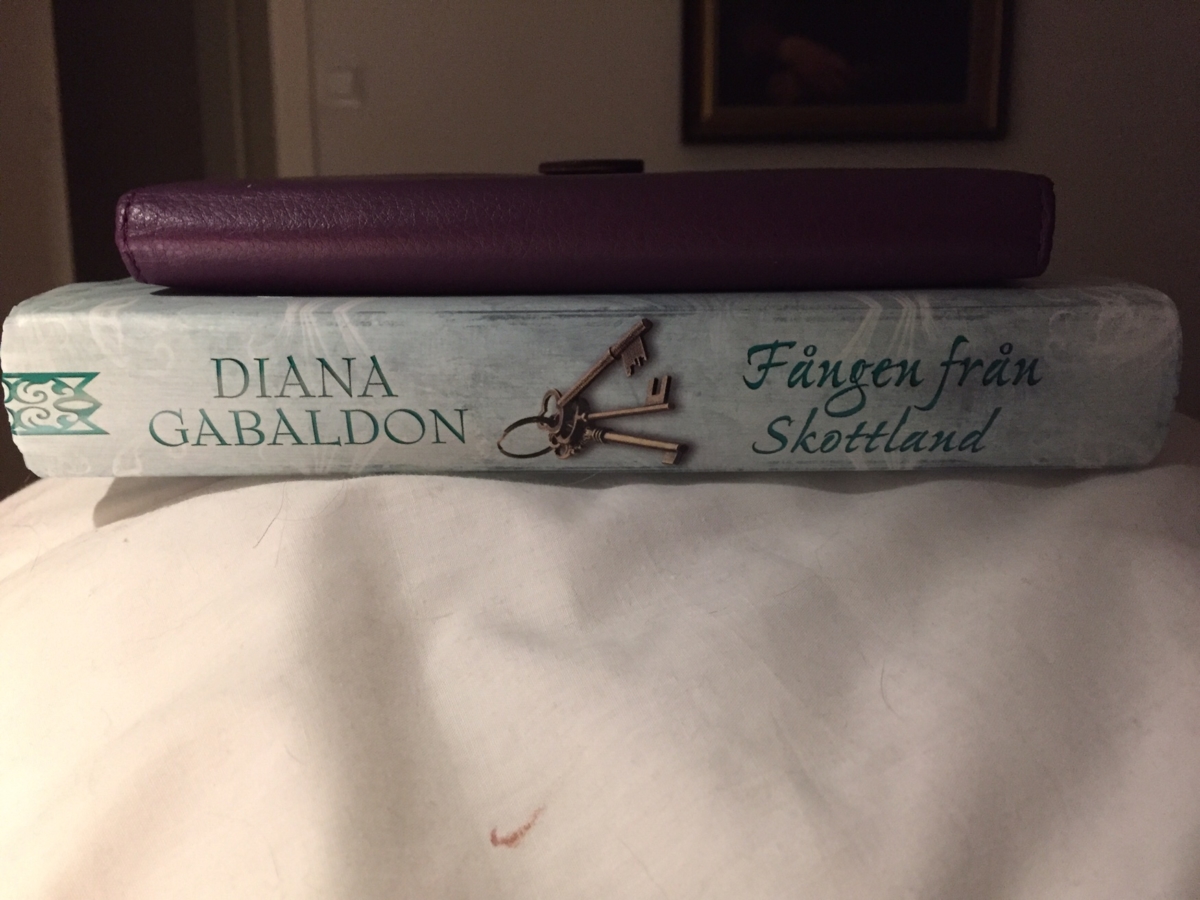 DIANA
GABALDON
Fången från
Skottland